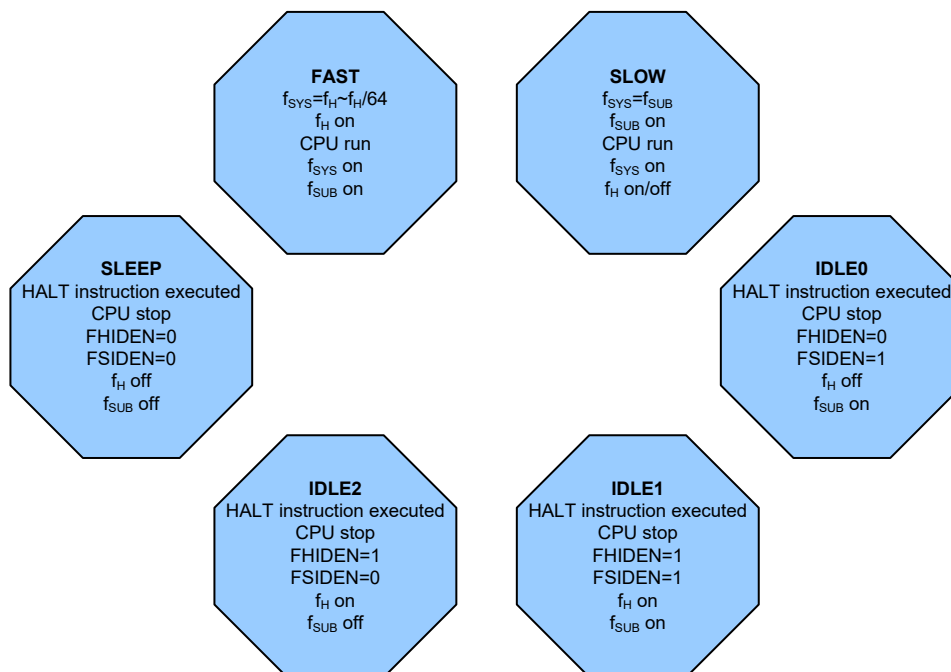 FAST
fSYS=fH~fH/64
fH on
CPU run
fSYS on
fSUB on
SLOW
fSYS=fSUB
fSUB on
CPU run
fSYS on
fH on/off
SLEEP
HALT instruction executed
CPU stop
FHIDEN=0
FSIDEN=0
fH off
fSUB off
IDLE0
HALT instruction executed
CPU stop
FHIDEN=0
FSIDEN=1
fH off
fSUB on
IDLE2
HALT instruction executed
CPU stop
FHIDEN=1
FSIDEN=0
fH on
fSUB off
IDLE1
HALT instruction executed
CPU stop
FHIDEN=1
FSIDEN=1
fH on
fSUB on